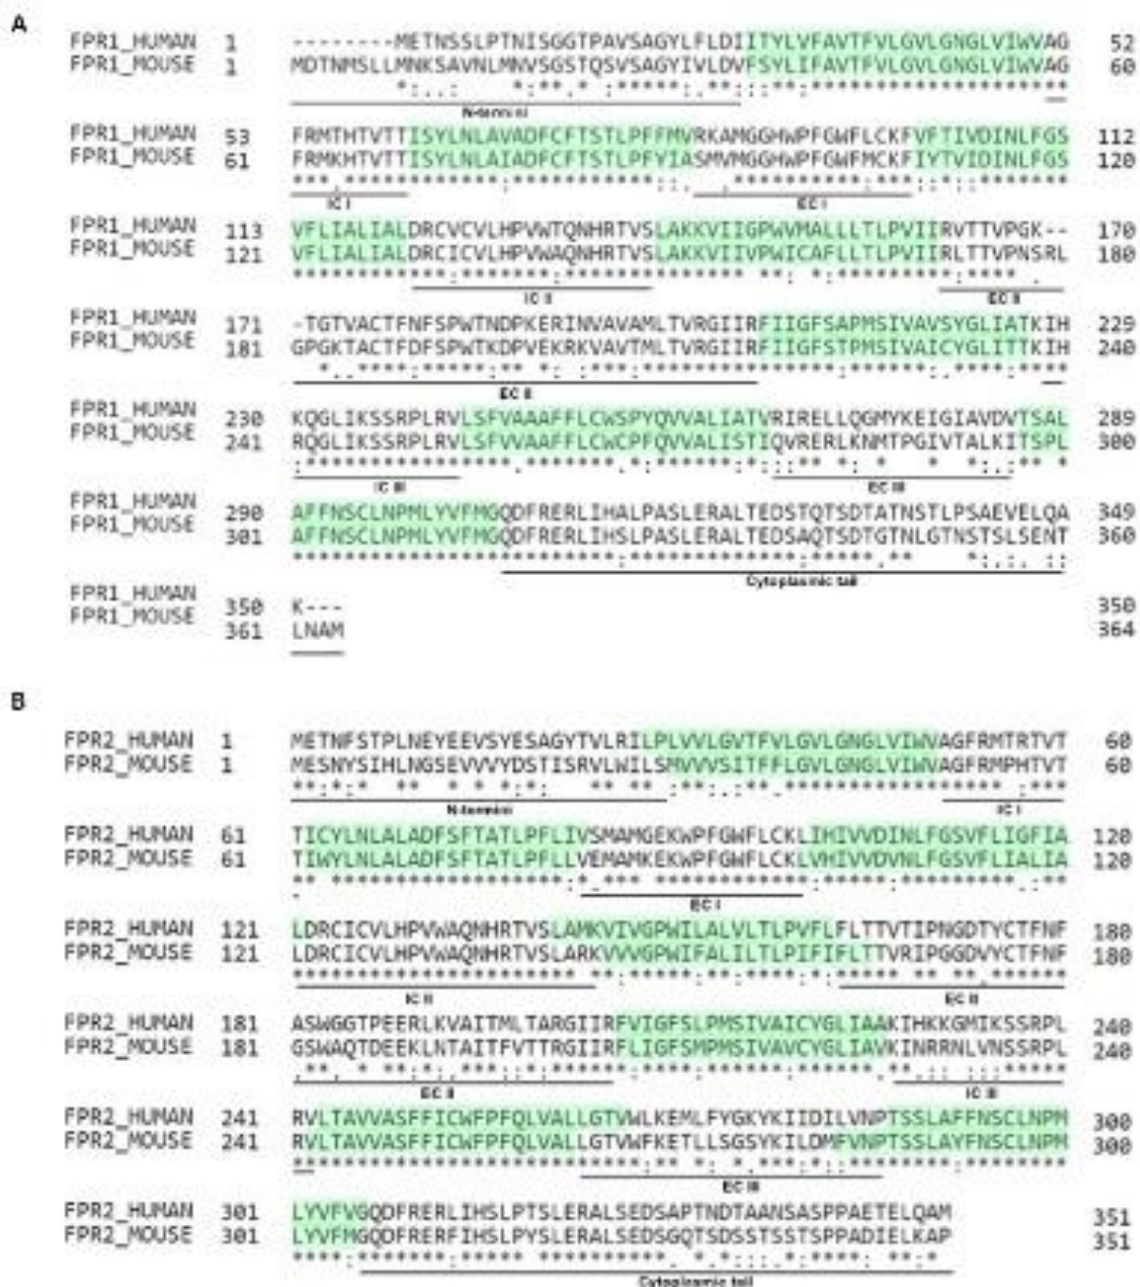 A
FPR1_HUMAN 1 --------METNSSLPTNISGGTPAVSAGYLFLDIITYLVFAVTFVLGVLGNGLVIWVAG 52
FPR1_MOUSE 1 MDTNMSLLMNKSAVNLMNVSGSTQSVSAGYIVLDVFSYLIFAVTFVLGVLGNGLVIWVAG 60
N-termini
FPR1_HUMAN 53 FRMTHTVTTISYLNLAVADFCFTSTLPFFMVRKAMGGHWPFGWFLCKFVFTIVDINLFGS 112
FPR1_MOUSE 61 FRMKHTVTTISYLNLAIADFCFTSTLPFYIASMVMGGHWPFGWFMCKFIYTVIDINLFGS 120
IC I EC I
FPR1_HUMAN 113 VFLIALIALDRCVCVLHPVWTQNHRTVSLAKKVIIGPWVMALLLTLPVIIRVTTVPGK-- 170
FPR1_MOUSE 121 VFLIALIALDRCICVLHPVWAQNHRTVSLAKKVIIVPWICAFLLTLPVIIRLTTVPNSRL 180
IC II EC II
FPR1_HUMAN 171 -TGTVACTFNFSPWTNDPKERINVAVAMLTVRGIIRFIIGFSAPMSIVAVSYGLIATKIH 229
FPR1_MOUSE 181 GPGKTACTFDFSPWTKDPVEKRKVAVTMLTVRGIIRFIIGFSTPMSIVAICYGLITTKIH 240
EC II
FPR1_HUMAN 230 KQGLIKSSRPLRVLSFVAAAFFLCWSPYQVVALIATVRIRELLQGMYKEIGIAVDVTSAL 289
FPR1_MOUSE 241 RQGLIKSSRPLRVLSFVVAAFFLCWCPFQVVALISTIQVRERLKNMTPGIVTALKITSPL 300
IC III EC III
FPR1_HUMAN 290 AFFNSCLNPMLYVFMGQDFRERLIHALPASLERALTEDSTQTSDTATNSTLPSAEVELQA 349
FPR1_MOUSE 301 AFFNSCLNPMLYVFMGQDFRERLIHSLPASLERALTEDSAQTSDTGTNLGTNSTSLSENT 360
Cytoplasmic tail
FPR1_HUMAN 350 K--- 350
FPR1_MOUSE 361 LNAM 364
B
FPR2_HUMAN 1 METNFSTPLNEYEEVSYESAGYTVLRILPLVVLGVTFVLGVLGNGLVIWVAGFRMTRTVT 60
FPR2_MOUSE 1 MESNYSIHLNGSEVVVYDSTISRVLWILSMVVVSITFFLGVLGNGLVIWVAGFRMPHTVT 60
N-termini IC I
FPR2_HUMAN 61 TICYLNLALADFSFTATLPFLIVSMAMGEKWPFGWFLCKLIHIVVDINLFGSVFLIGFIA 120
FPR2_MOUSE 61 TIWYLNLALADFSFTATLPFLLVEMAMKEKWPFGWFLCKLVHIVVDVNLFGSVFLIALIA 120
EC I
FPR2_HUMAN 121 LDRCICVLHPVWAQNHRTVSLAMKVIVGPWILALVLTLPVFLFLTTVTIPNGDTYCTFNF 180
FPR2_MOUSE 121 LDRCICVLHPVWAQNHRTVSLARKVVVGPWIFALILTLPIFIFLTTVRIPGGDVYCTFNF 180
IC II EC II
FPR2_HUMAN 181 ASWGGTPEERLKVAITMLTARGIIRFVIGFSLPMSIVAICYGLIAAKIHKKGMIKSSRPL 240
FPR2_MOUSE 181 GSWAQTDEEKLNTAITFVTTRGIIRFLIGFSMPMSIVAVCYGLIAVKINRRNLVNSSRPL 240
EC II IC III
FPR2_HUMAN 241 RVLTAVVASFFICWFPFQLVALLGTVWLKEMLFYGKYKIIDILVNPTSSLAFFNSCLNPM 300
FPR2_MOUSE 241 RVLTAVVASFFICWFPFQLVALLGTVWFKETLLSGSYKILDMFVNPTSSLAYFNSCLNPM 300
EC III
FPR2_HUMAN 301 LYVFVGQDFRERLIHSLPTSLERALSEDSAPTNDTAANSASPPAETELQAM 351
FPR2_MOUSE 301 LYVFMGQDFRERFIHSLPYSLERALSEDSGQTSDSSTSSTSPPADIELKAP 351
Cytoplasmic tail